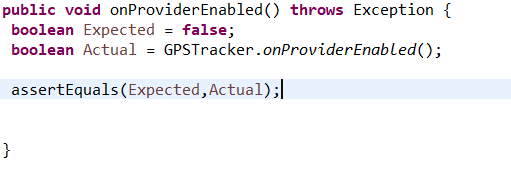 public void onProviderEnabled() throws Exception {
boolean Expected = false;
boolean Actual = GPSTracker.onProviderEnabled();
assertEquals(Expected,Actual);
}